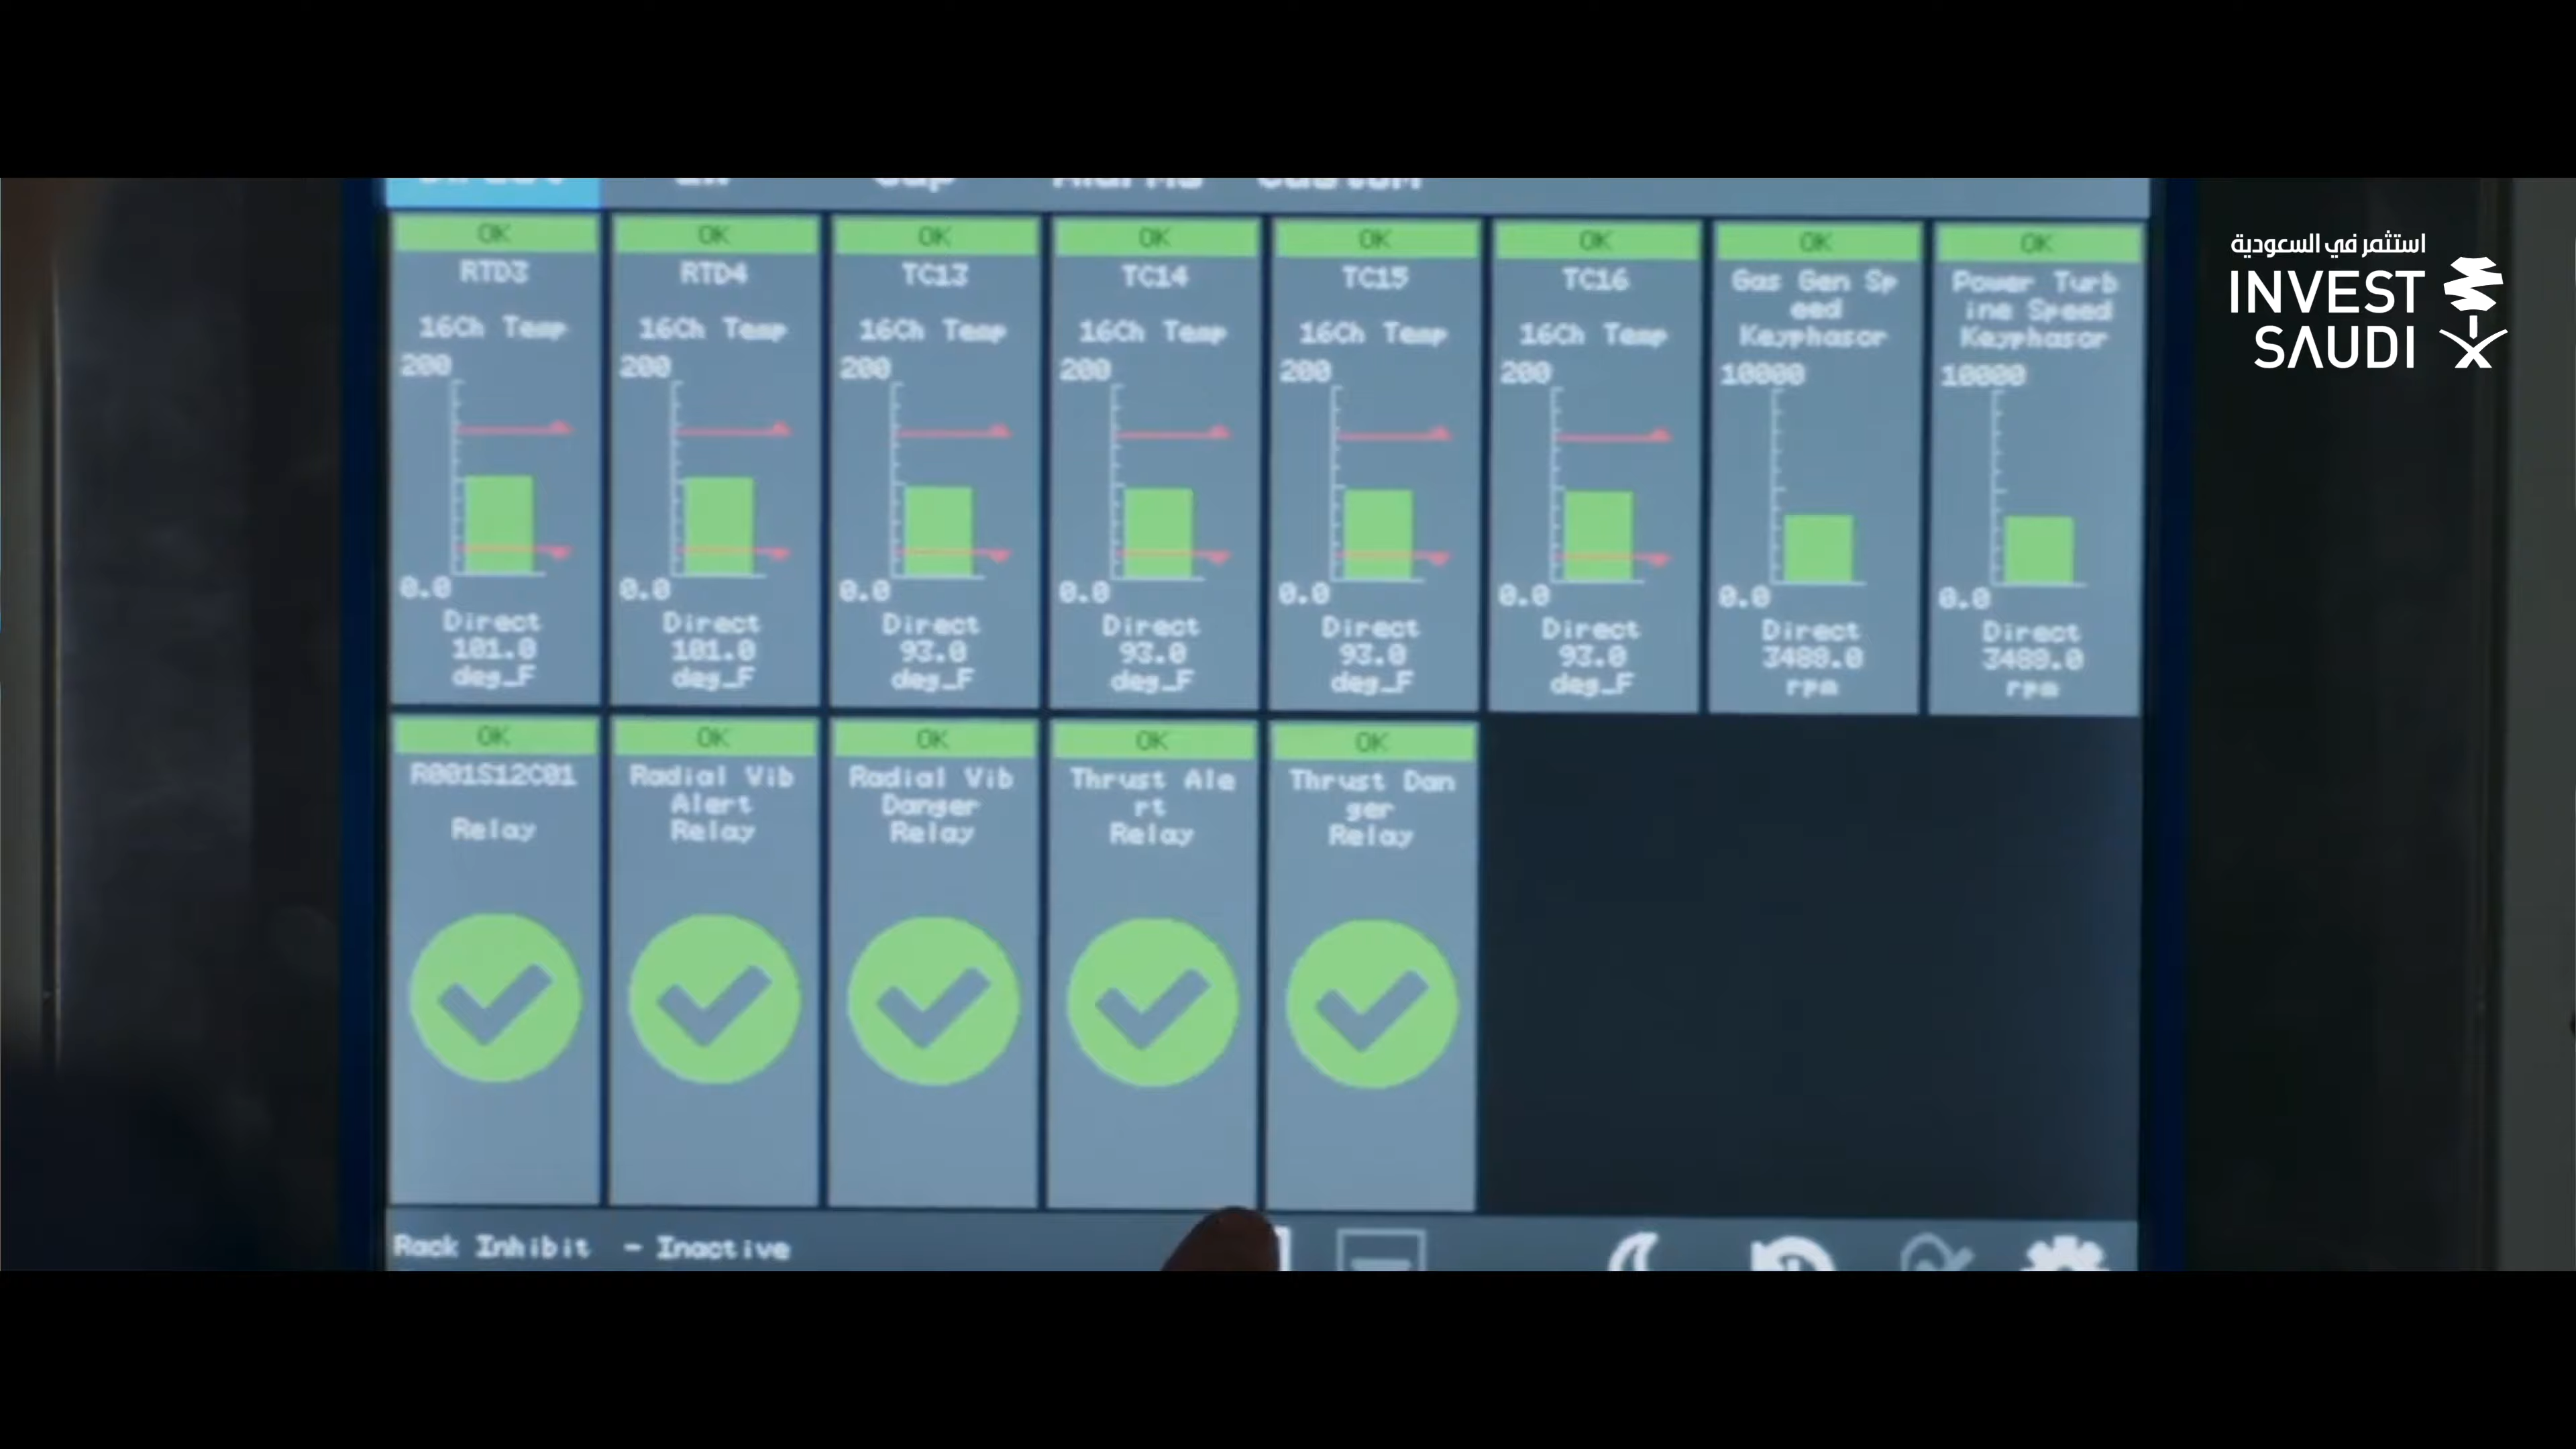 Direct Gap Alarms Custom
OK OK OK OK OK OK OK OK
RTD3 RTD4 TC13 TC14 TC15 TC16 Gas Gen Sp Power Turb
eed ine Speed
16Ch Temp 16Ch Temp 16Ch Temp 16Ch Temp 16Ch Temp 16Ch Temp Keyphasor Keyphasor
200 200 200 200 200 200 10000 10000
0.0 0.0 0.0 0.0 0.0 0.0 0.0 0.0
Direct Direct Direct Direct Direct Direct Direct Direct
101.0 101.0 93.0 93.0 93.0 93.0 3489.0 3489.0
deg_F deg_F deg_F deg_F deg_F deg_F rpm rpm
OK OK OK OK OK
R001S12C01 Radial Vib Radial Vib Thrust Ale Thrust Dan
Alert Danger rt ger
Relay Relay Relay Relay Relay
Rack Inhibit - Inactive
استثمر في السعودية
INVEST
SAUDI